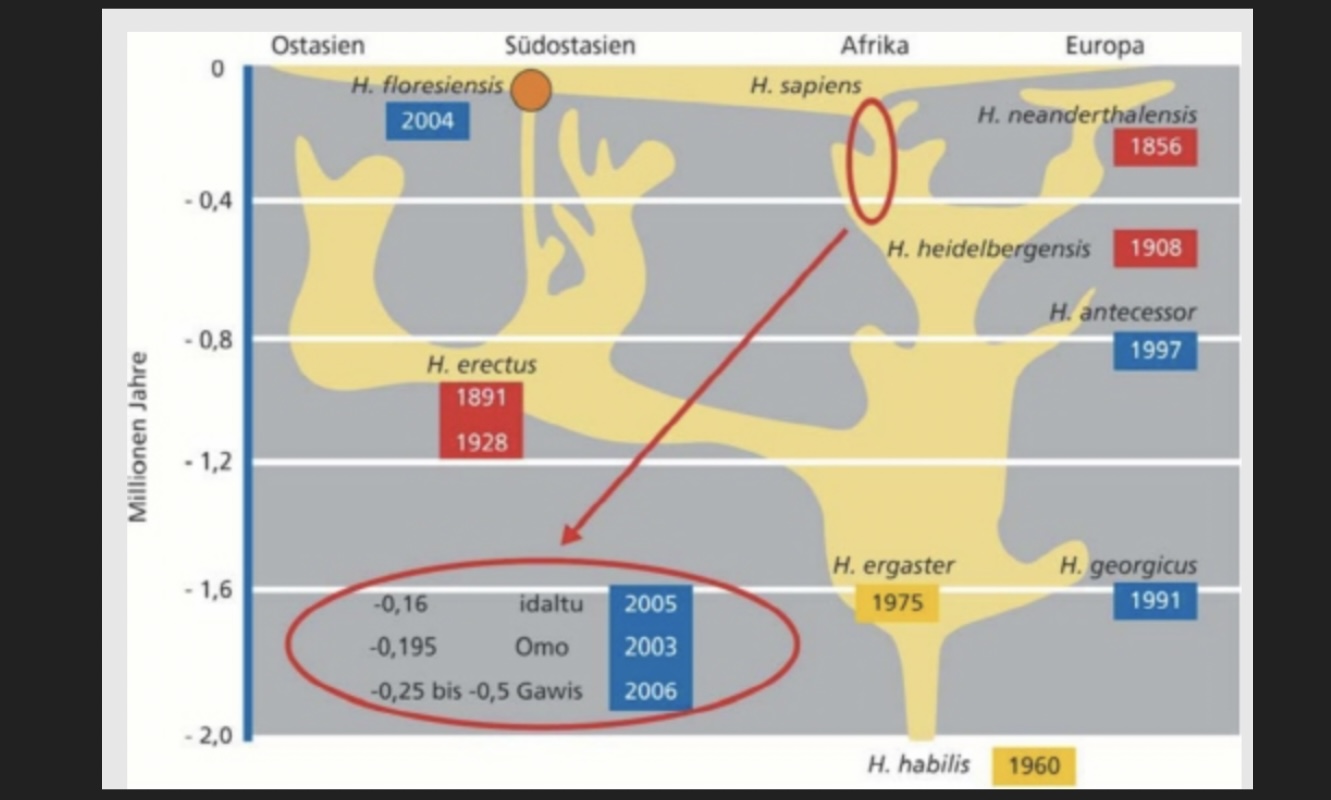 Ostasien Südostasien Afrika Europa
0
H. floresiensis
2004
H. sapiens
H. neanderthalensis
1856
- 0,4
H. heidelbergensis
1908
H. antecessor
1997
- 0,8
H. erectus
1891
1928
Millionen Jahre
- 1,2
H. ergaster
1975
H. georgicus
1991
- 1,6
-0,16 idaltu 2005
-0,195 Omo 2003
-0,25 bis -0,5 Gawis 2006
- 2,0
H. habilis 1960